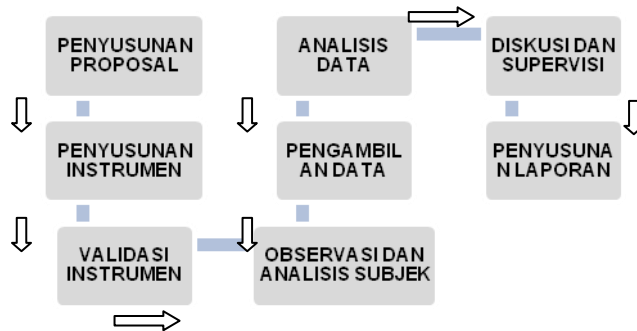 PENYUSUNAN
PROPOSAL
PENYUSUNAN
INSTRUMEN
VALIDASI
INSTRUMEN
OBSERVASI DAN
ANALISIS SUBJEK
PENGAMBIL
AN DATA
ANALISIS
DATA
DISKUSI DAN
SUPERVISI
PENYUSUNA
N LAPORAN